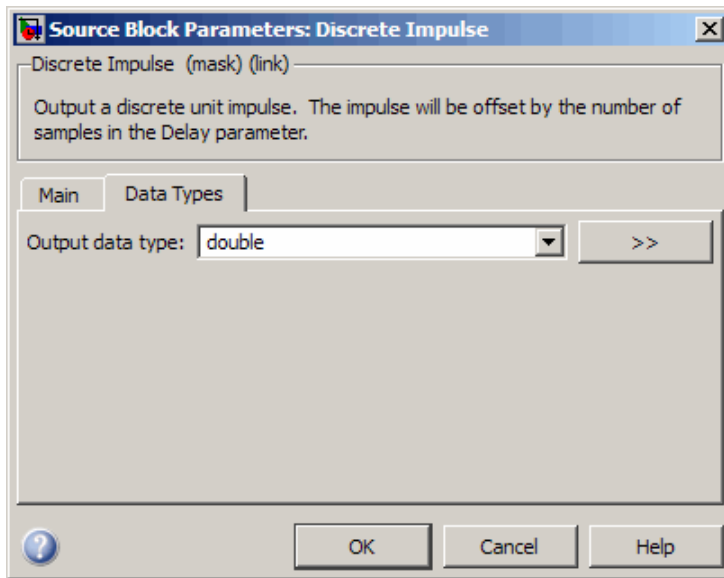 Source Block Parameters: Discrete Impulse
Discrete Impulse (mask) (link)
Output a discrete unit impulse. The impulse will be offset by the number of
samples in the Delay parameter.
Main Data Types
Output data type: double >>
OK Cancel Help